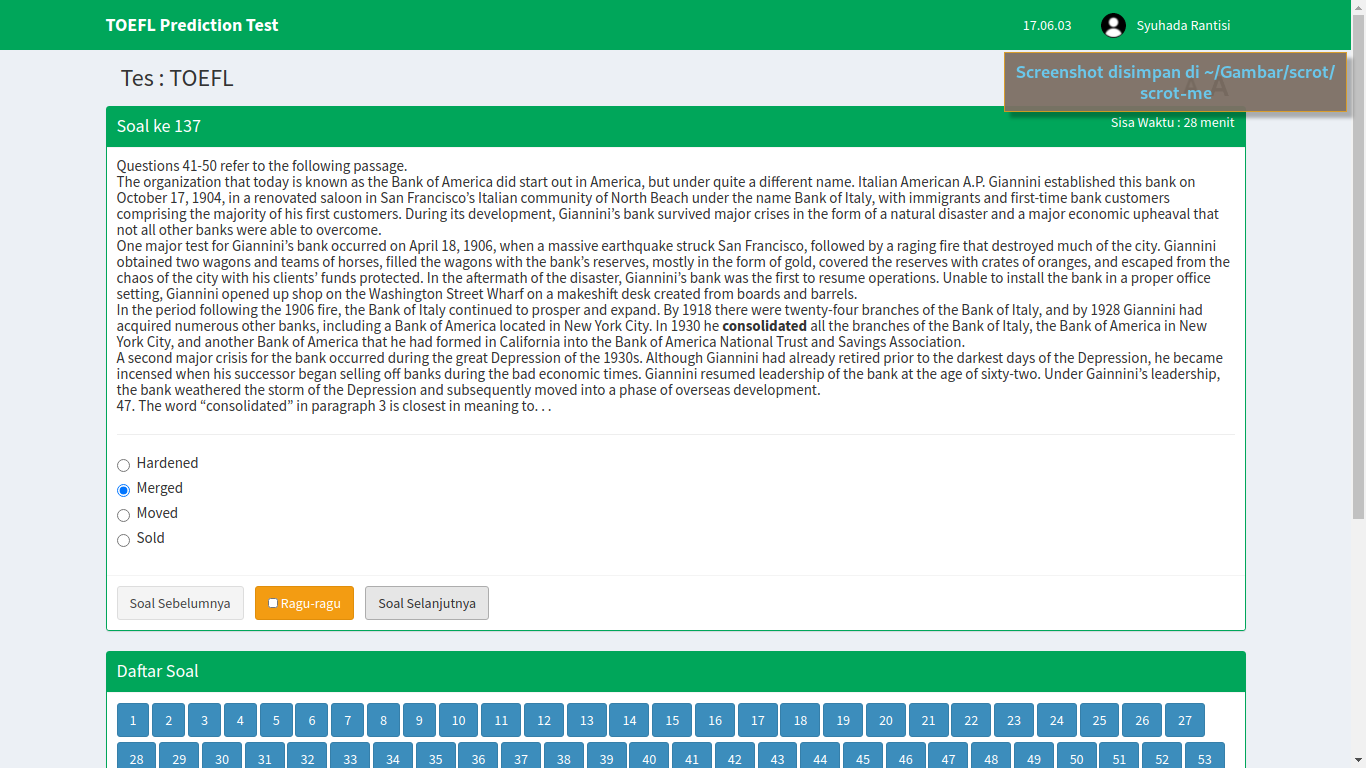 TOEFL Prediction Test
17.06.03
Syuhada Rantisi
Tes : TOEFL
Screenshot disimpan di ~/Gambar/scrot/
scrot-me
Soal ke 137
Sisa Waktu : 28 menit
Questions 41-50 refer to the following passage.
The organization that today is known as the Bank of America did start out in America, but under quite a different name. Italian American A.P. Giannini established this bank on
October 17, 1904, in a renovated saloon in San Francisco’s Italian community of North Beach under the name Bank of Italy, with immigrants and first-time bank customers
comprising the majority of his first customers. During its development, Giannini’s bank survived major crises in the form of a natural disaster and a major economic upheaval that
not all other banks were able to overcome.
One major test for Giannini’s bank occurred on April 18, 1906, when a massive earthquake struck San Francisco, followed by a raging fire that destroyed much of the city. Giannini
obtained two wagons and teams of horses, filled the wagons with the bank’s reserves, mostly in the form of gold, covered the reserves with crates of oranges, and escaped from the
chaos of the city with his clients’ funds protected. In the aftermath of the disaster, Giannini’s bank was the first to resume operations. Unable to install the bank in a proper office
setting, Giannini opened up shop on the Washington Street Wharf on a makeshift desk created from boards and barrels.
In the period following the 1906 fire, the Bank of Italy continued to prosper and expand. By 1918 there were twenty-four branches of the Bank of Italy, and by 1928 Giannini had
acquired numerous other banks, including a Bank of America located in New York City. In 1930 he consolidated all the branches of the Bank of Italy, the Bank of America in New
York City, and another Bank of America that he had formed in California into the Bank of America National Trust and Savings Association.
A second major crisis for the bank occurred during the great Depression of the 1930s. Although Giannini had already retired prior to the darkest days of the Depression, he became
incensed when his successor began selling off banks during the bad economic times. Giannini resumed leadership of the bank at the age of sixty-two. Under Gainnini’s leadership,
the bank weathered the storm of the Depression and subsequently moved into a phase of overseas development.
47. The word “consolidated” in paragraph 3 is closest in meaning to. . .
Hardened
Merged
Moved
Sold
Soal Sebelumnya Ragu-ragu Soal Selanjutnya
Daftar Soal
1 2 3 4 5 6 7 8 9 10 11 12 13 14 15 16 17 18 19 20 21 22 23 24 25 26 27
28 29 30 31 32 33 34 35 36 37 38 39 40 41 42 43 44 45 46 47 48 49 50 51 52 53